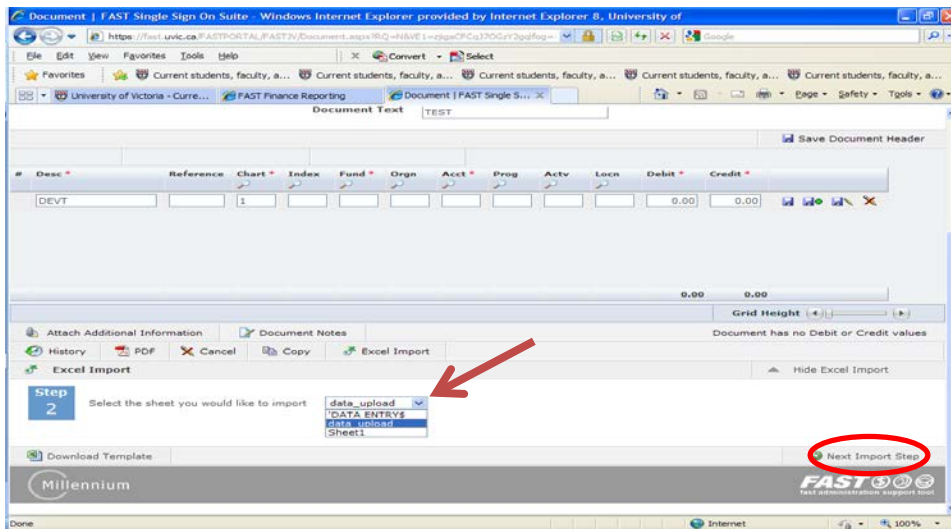 Document | FAST Single Sign On Suite - Windows Internet Explorer provided by Internet Explorer 8, University of
File Edit View Favorites Tools Help
Convert Select
Google
Favorites Current students, faculty, a... Current students, faculty, a... Current students, faculty, a... Current students, faculty, a... Current students, faculty, a...
University of Victoria - Curre... FAST Finance Reporting Document | FAST Single S... Page Safety Tools
Document Text TEST
Save Document Header
# Desc * Reference Chart * Index Fund * Orgn Acct * Prog Actv Locn Debit * Credit *
DEVT 1 0.00 0.00
0.00 0.00
Grid Height
Attach Additional Information Document Notes Document has no Debit or Credit values
History PDF Cancel Copy Excel Import
Excel Import Hide Excel Import
Step
2
Select the sheet you would like to import data_upload
'DATA ENTRY$
data_upload
Sheet1
Download Template Next Import Step
Millennium FAST
fast administration support tool
Done Internet 100%